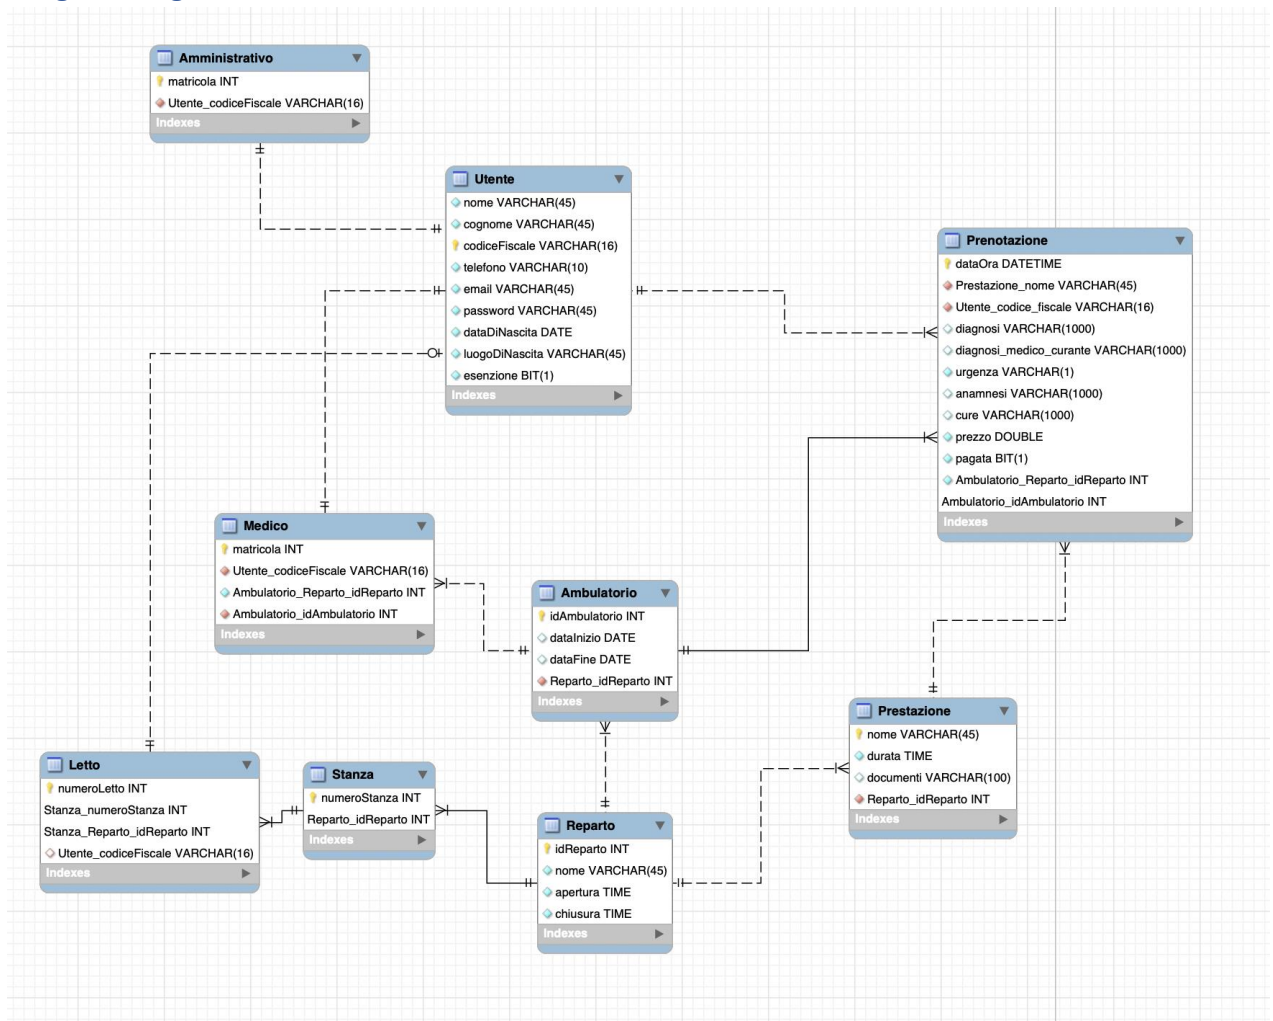 Amministrativo
matricola INT
Utente_codiceFiscale VARCHAR(16)
Indexes
Utente
nome VARCHAR(45)
cognome VARCHAR(45)
codiceFiscale VARCHAR(16)
telefono VARCHAR(10)
email VARCHAR(45)
password VARCHAR(45)
dataDiNascita DATE
luogoDiNascita VARCHAR(45)
esenzione BIT(1)
Indexes
Prenotazione
dataOra DATETIME
Prestazione_nome VARCHAR(45)
Utente_codice_fiscale VARCHAR(16)
diagnosi VARCHAR(1000)
diagnosi_medico_curante VARCHAR(1000)
urgenza VARCHAR(1)
anamnesi VARCHAR(1000)
cure VARCHAR(1000)
prezzo DOUBLE
pagata BIT(1)
Ambulatorio_Reparto_idReparto INT
Ambulatorio_idAmbulatorio INT
Indexes
Medico
matricola INT
Utente_codiceFiscale VARCHAR(16)
Ambulatorio_Reparto_idReparto INT
Ambulatorio_idAmbulatorio INT
Indexes
Ambulatorio
idAmbulatorio INT
dataInizio DATE
dataFine DATE
Reparto_idReparto INT
Indexes
Prestazione
nome VARCHAR(45)
durata TIME
documenti VARCHAR(100)
Reparto_idReparto INT
Indexes
Letto
numeroLetto INT
Stanza_numeroStanza INT
Stanza_Reparto_idReparto INT
Utente_codiceFiscale VARCHAR(16)
Indexes
Stanza
numeroStanza INT
Reparto_idReparto INT
Indexes
Reparto
idReparto INT
nome VARCHAR(45)
apertura TIME
chiusura TIME
Indexes